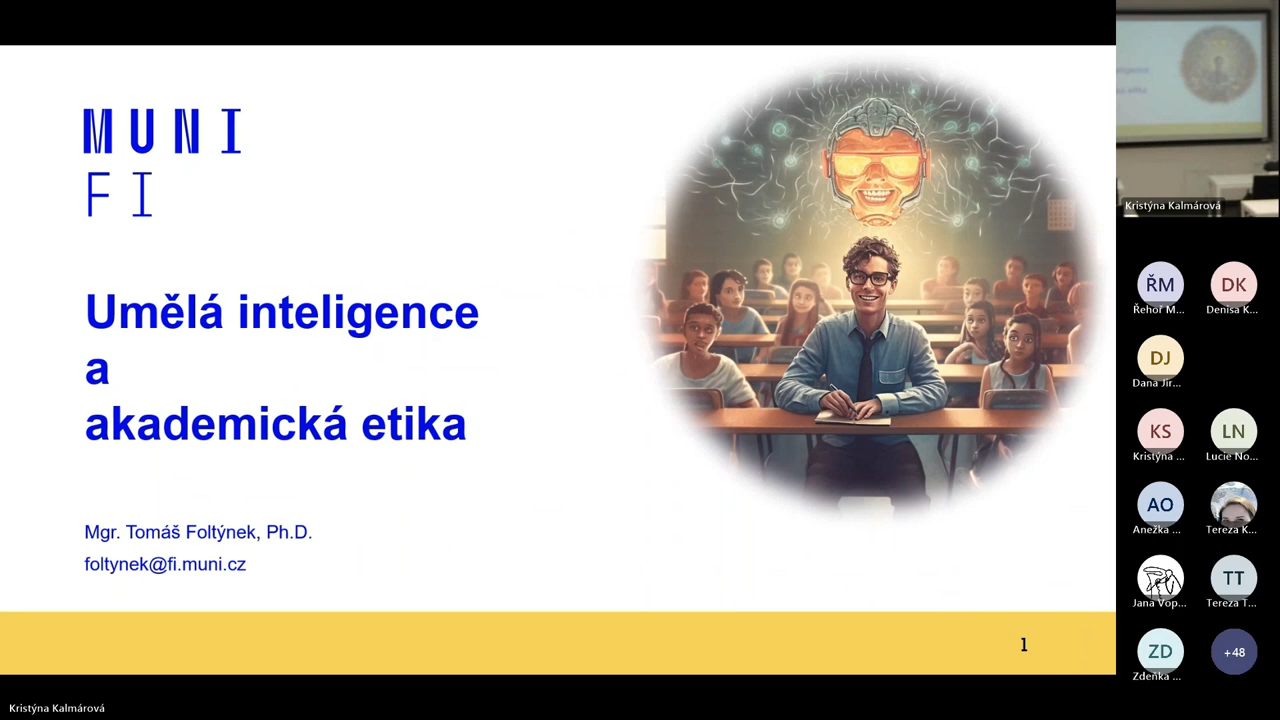 MUNI
FI
Umělá inteligence
a
akademická etika
Mgr. Tomáš Foltýnek, Ph.D.
foltynek@fi.muni.cz
1
Kristýna Kalmárová
Kristýna Kalmárová
ŘM
Řehoř M...
DK
Denisa K...
DJ
Dana Jir...
KS
Kristýna ...
LN
Lucie No...
AO
Anežka ...
Tereza K...
Jana Vop...
TT
Tereza T...
ZD
Zdeňka ...
+48